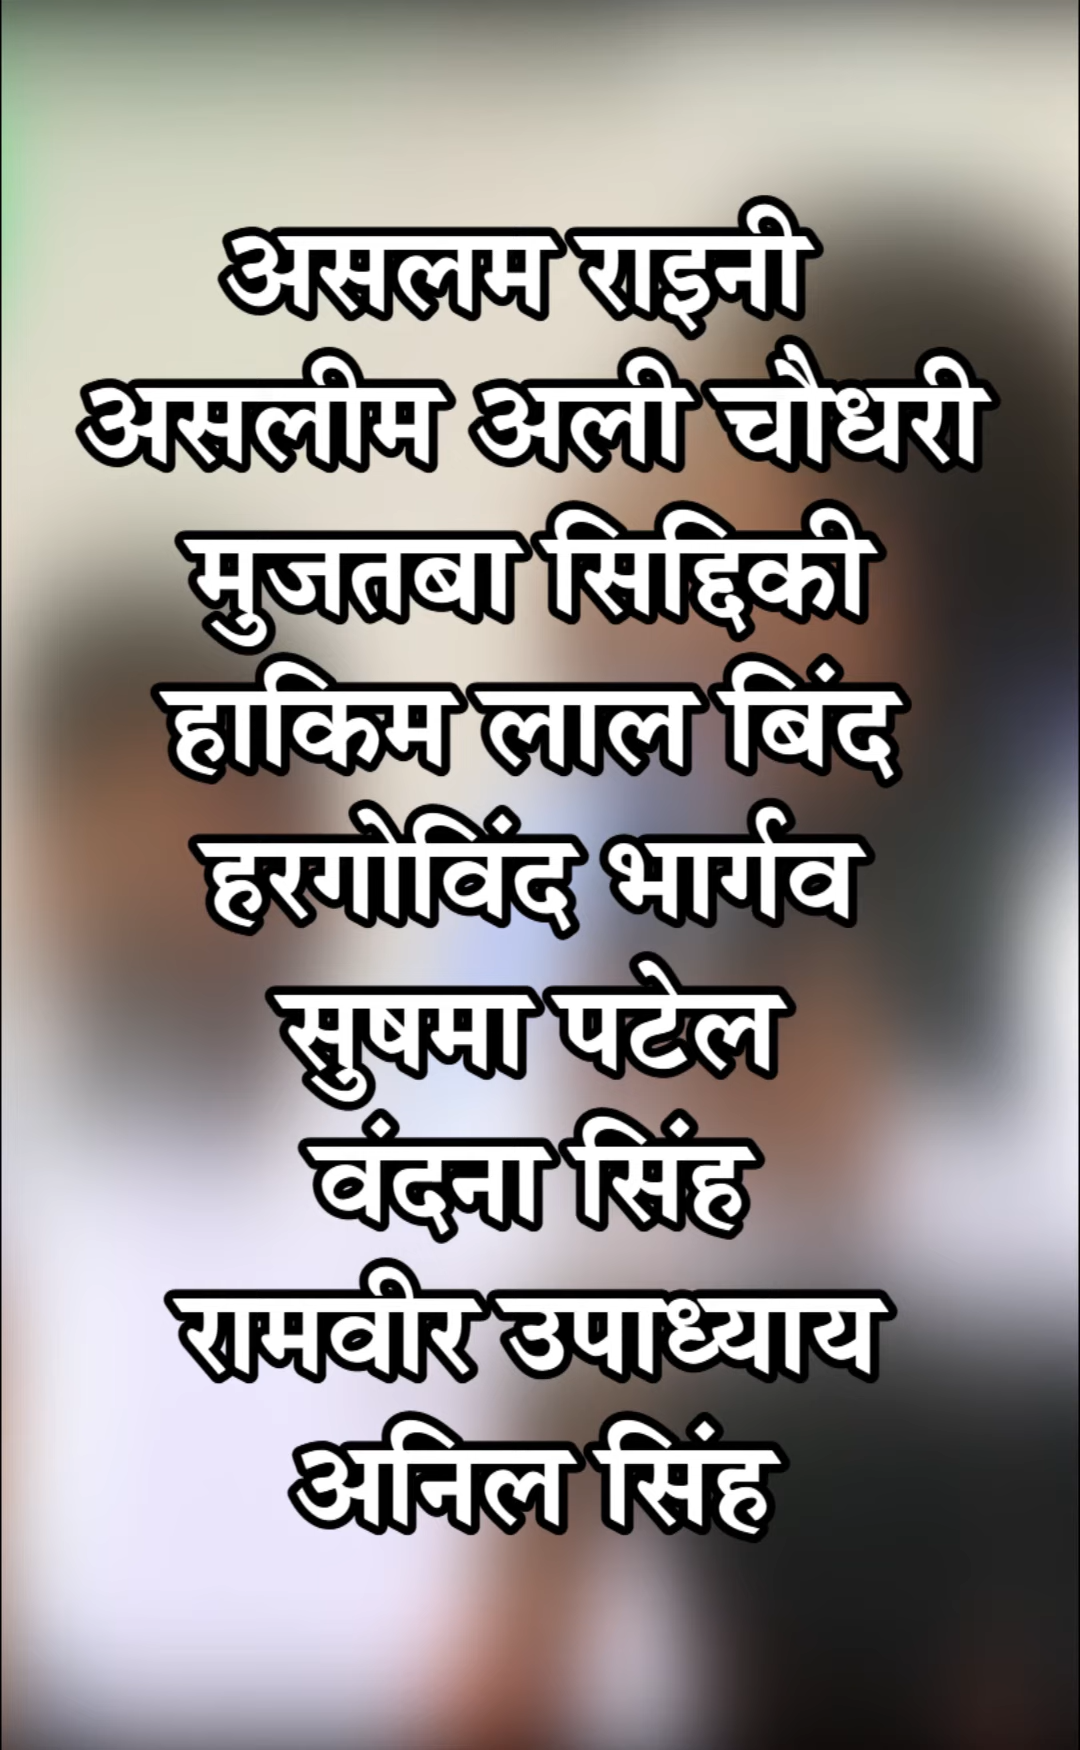 असलम राइनी
असलीम अली चौधरी
मुजतबा सिद्दिकी
हाकिम लाल बिंद
हरगोविंद भार्गव
सुषमा पटेल
वंदना सिंह
रामवीर उपाध्याय
अनिल सिंह